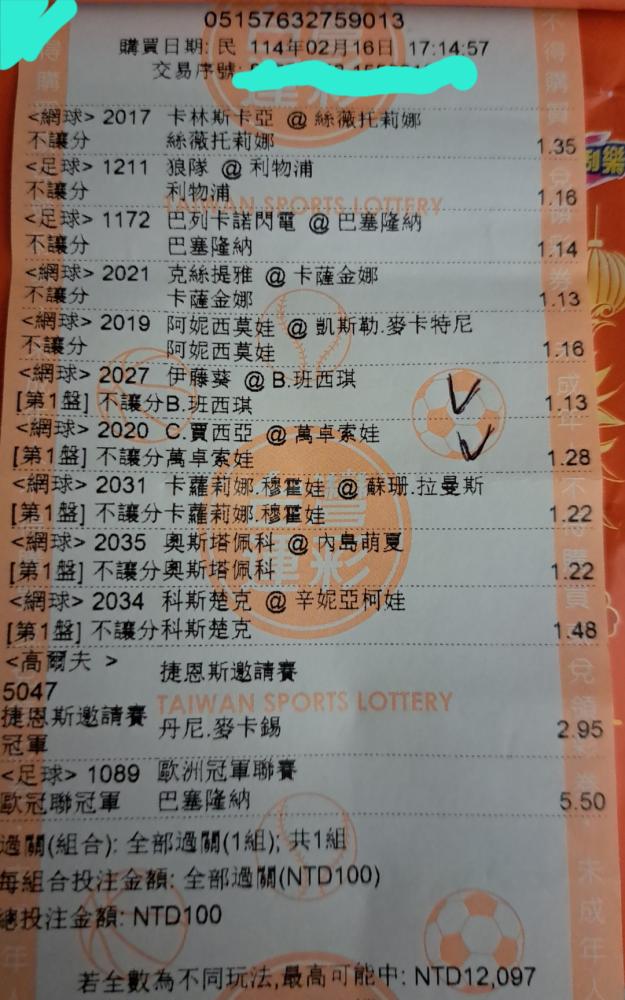 05157632759013
購買日期: 民 114年02月16日 17:14:57
交易序號:
<網球> 2017 卡林斯卡亞 @ 絲薇托莉娜
不讓分 絲薇托莉娜 1.35
<足球> 1211 狼隊 @ 利物浦
不讓分 利物浦 1.16
TAIWAN SPORTS LOTTERY
<足球> 1172 巴列卡諾閃電 @ 巴塞隆納
不讓分 巴塞隆納 1.14
<網球> 2021 克絲提雅 @ 卡薩金娜
不讓分 卡薩金娜 1.13
<網球> 2019 阿妮西莫娃 @ 凱斯勒.麥卡特尼
不讓分 阿妮西莫娃 1.16
<網球> 2027 伊藤葵 @ B.班西琪
[第1盤] 不讓分B.班西琪 1.13
<網球> 2020 C.賈西亞 @ 萬卓索娃
[第1盤] 不讓分萬卓索娃 1.28
<網球> 2031 卡蘿莉娜.穆霍娃 @ 蘇珊.拉曼斯
[第1盤] 不讓分卡蘿莉娜.穆霍娃 1.22
<網球> 2035 奧斯塔佩科 @ 內島萌夏
[第1盤] 不讓分奧斯塔佩科 1.22
<網球> 2034 科斯楚克 @ 辛妮亞柯娃
[第1盤] 不讓分科斯楚克 1.48
<高爾夫 >
5047 捷恩斯邀請賽
TAIWAN SPORTS LOTTERY
捷恩斯邀請賽
冠軍 丹尼.麥卡錫 2.95
<足球> 1089 歐洲冠軍聯賽
歐冠聯冠軍 巴塞隆納 5.50
過關(組合): 全部過關(1組); 共1組
每組合投注金額: 全部過關(NTD100)
總投注金額: NTD100
若全數為不同玩法,最高可能中: NTD12,097